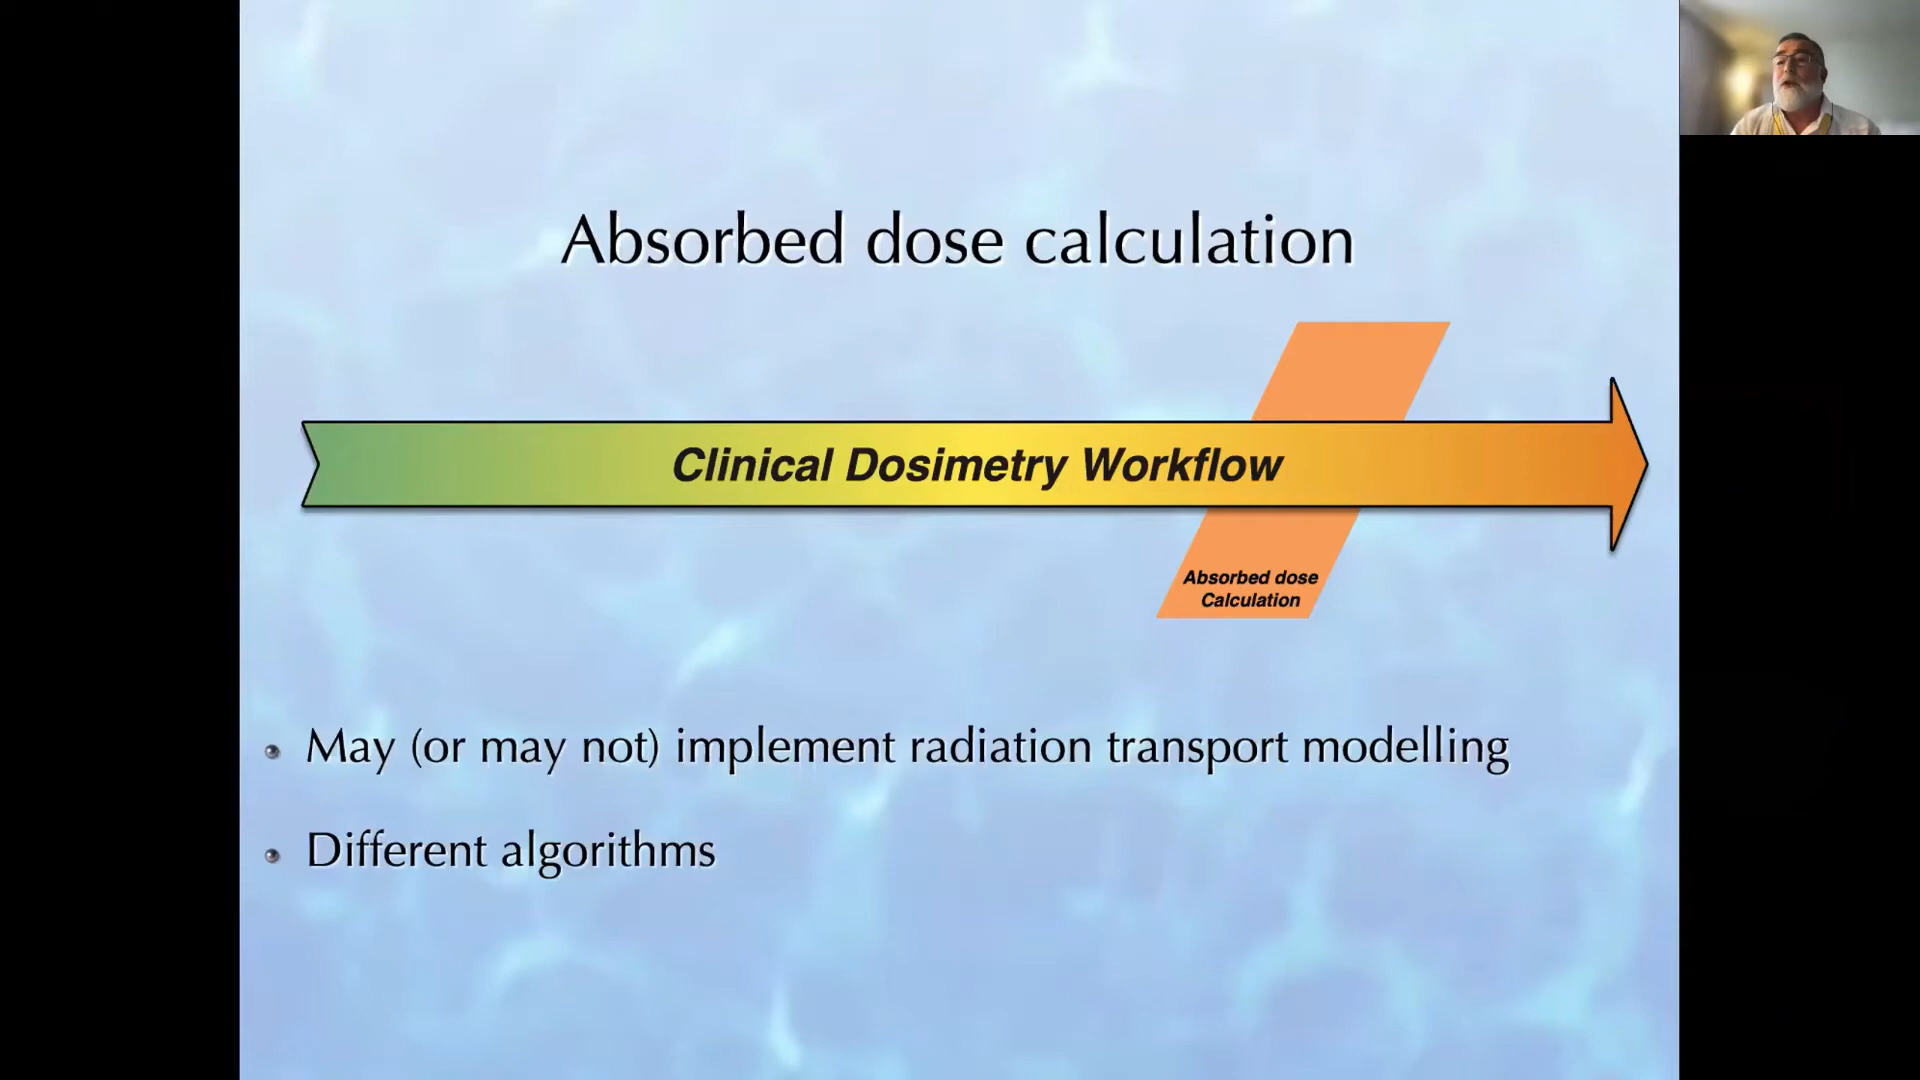 Absorbed dose calculation
Clinical Dosimetry Workflow
Absorbed dose
Calculation
May (or may not) implement radiation transport modelling
Different algorithms